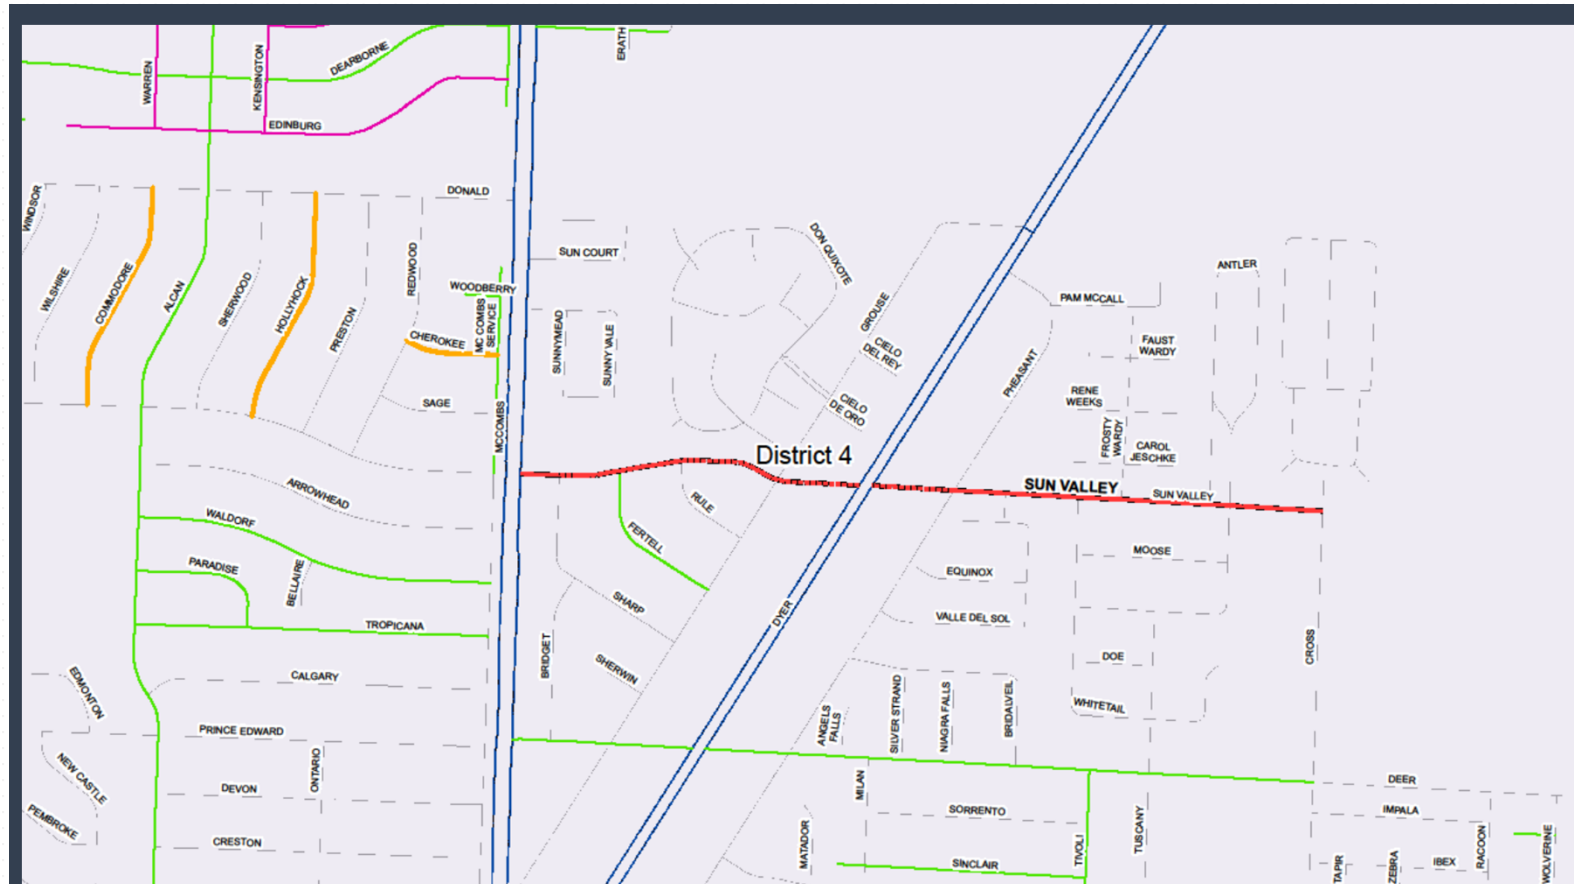 ERATH
DEARBORNE
WARREN
KENSINGTON
EDINBURG
DONALD
WINDSOR
WILSHIRE
COMMODORE
ALCAN
SHERWOOD
HOLLYHOCK
PRESTON
REDWOOD
WOODBERRY
MC COMBS
SERVICE
CHEROKEE
SAGE
MCCOMBS
SUN COURT
SUNNYMEAD
SUNNY VALE
DON QUIXOTE
GROUSE
CIELO
DEL REY
CIELO
DE ORO
PHEASANT
PAM MCCALL
ANTLER
FAUST
WARDY
RENE
WEEKS
FROSTY
WARDY
CAROL
JESCHKE
District 4
SUN VALLEY
SUN VALLEY
ARROWHEAD
WALDORF
PARADISE
BELLAIRE
TROPICANA
RULE
FERTELL
SHARP
SHERWIN
BRIDGET
DYER
EQUINOX
VALLE DEL SOL
MOOSE
DOE
WHITETAIL
CROSS
EDMONTON
CALGARY
PRINCE EDWARD
NEW CASTLE
ONTARIO
DEVON
PEMBROKE
CRESTON
ANGELS
FALLS
SILVER STRAND
NIAGRA FALLS
BRIDALVEIL
MILAN
SORRENTO
MATADOR
SINCLAIR
TIVOLI
TUSCANY
DEER
IMPALA
TAPIR
ZEBRA
IBEX
RACOON
WOLVERINE